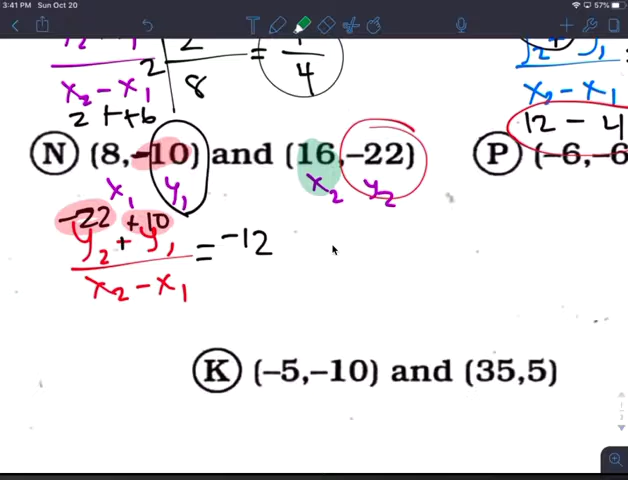 3:41 PM Sun Oct 20
57%
2
2
8
=
1
4
x₂ - x₁
2 + +6
x₂ - x₁
12 - 4
N (8,–10) and (16,–22)
P (–6,–6
x₁ y₁ x₂ y₂
-22 +10
y₂ + y₁
x₂ - x₁
= -12
K (–5,–10) and (35,5)